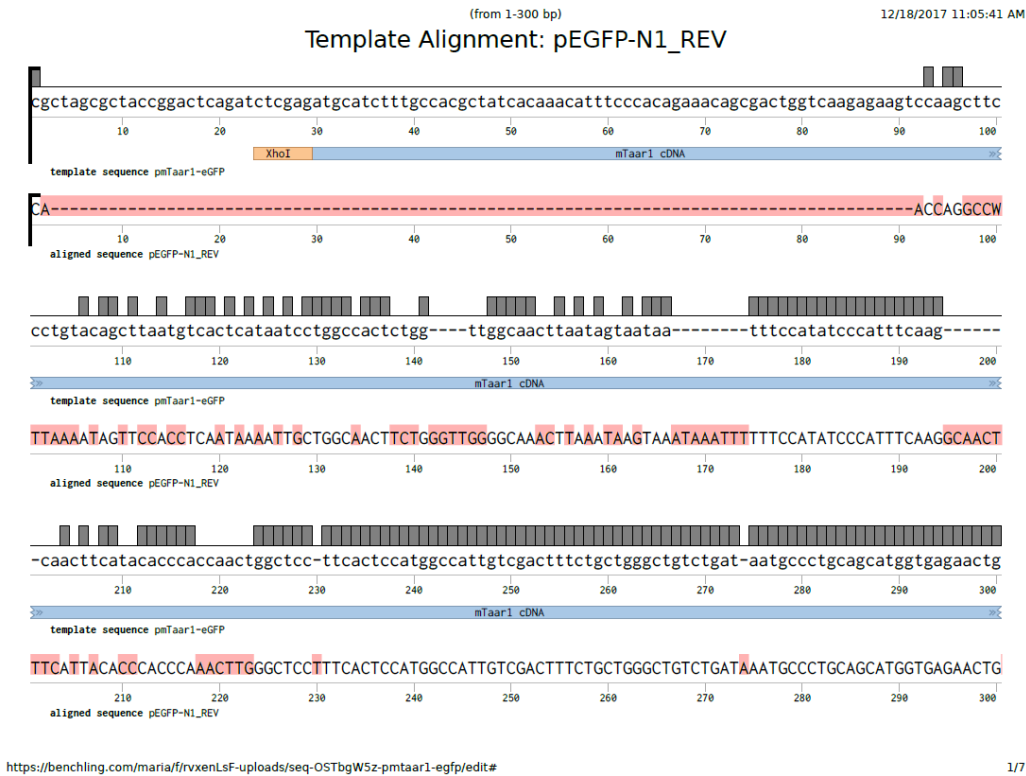 (from 1-300 bp)
12/18/2017 11:05:41 AM
Template Alignment: pEGFP-N1_REV
cgctagcgctaccggactcagatctcgagatgcatctttgccacgctatcacaaacatttcccacagaaacagcgactggtcaagagaagtccaagcttc
10 20 30 40 50 60 70 80 90 100
XhoI mTaar1 cDNA
template sequence pmTaar1-eGFP
CA-----------------------------------------------------------------------------------------ACCAGGCCW
10 20 30 40 50 60 70 80 90 100
aligned sequence pEGFP-N1_REV
cctgtacagcttaatgtcactcataatcctggccactctgg----ttggcaacttaatagtaataa--------tttccatatcccatttcaag------
110 120 130 140 150 160 170 180 190 200
mTaar1 cDNA
template sequence pmTaar1-eGFP
TTAAAATAGTTCCACCTCAATAAAATTGCTGGCAACTTCTGGGTTGGGGCAAACTTAAATAAGTAAATAAATTTTTTCCATATCCCATTTCAAGGCAACT
110 120 130 140 150 160 170 180 190 200
aligned sequence pEGFP-N1_REV
-caacttcatacacccaccaactggctcc-ttcactccatggccattgtcgactttctgctgggctgtctgat-aatgccctgcagcatggtgagaactg
210 220 230 240 250 260 270 280 290 300
mTaar1 cDNA
template sequence pmTaar1-eGFP
TTCATTACACCCACCCAAACTTGGGCTCCTTTCACTCCATGGCCATTGTCGACTTTCTGCTGGGCTGTCTGATAAATGCCCTGCAGCATGGTGAGAACTG
210 220 230 240 250 260 270 280 290 300
aligned sequence pEGFP-N1_REV
https://benchling.com/maria/f/rvxenLsF-uploads/seq-OSTbgW5z-pmtaar1-egfp/edit#
1/7